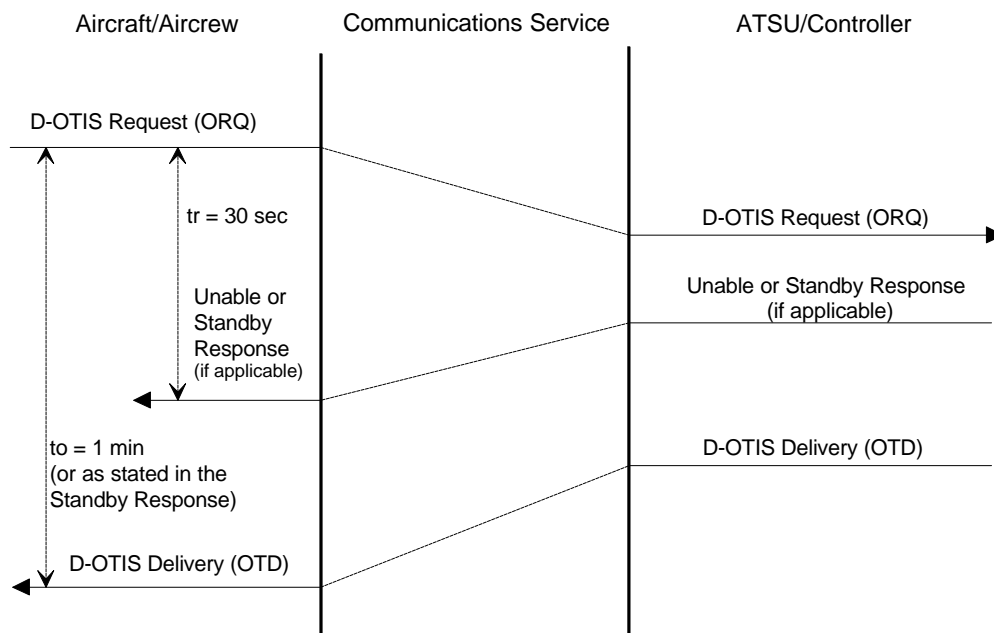 Aircraft/Aircrew
Communications Service
ATSU/Controller
D-OTIS Request (ORQ)
tr = 30 sec
D-OTIS Request (ORQ)
Unable or
Standby
Response
(if applicable)
Unable or Standby Response
(if applicable)
to = 1 min
(or as stated in the
Standby Response)
D-OTIS Delivery (OTD)
D-OTIS Delivery (OTD)